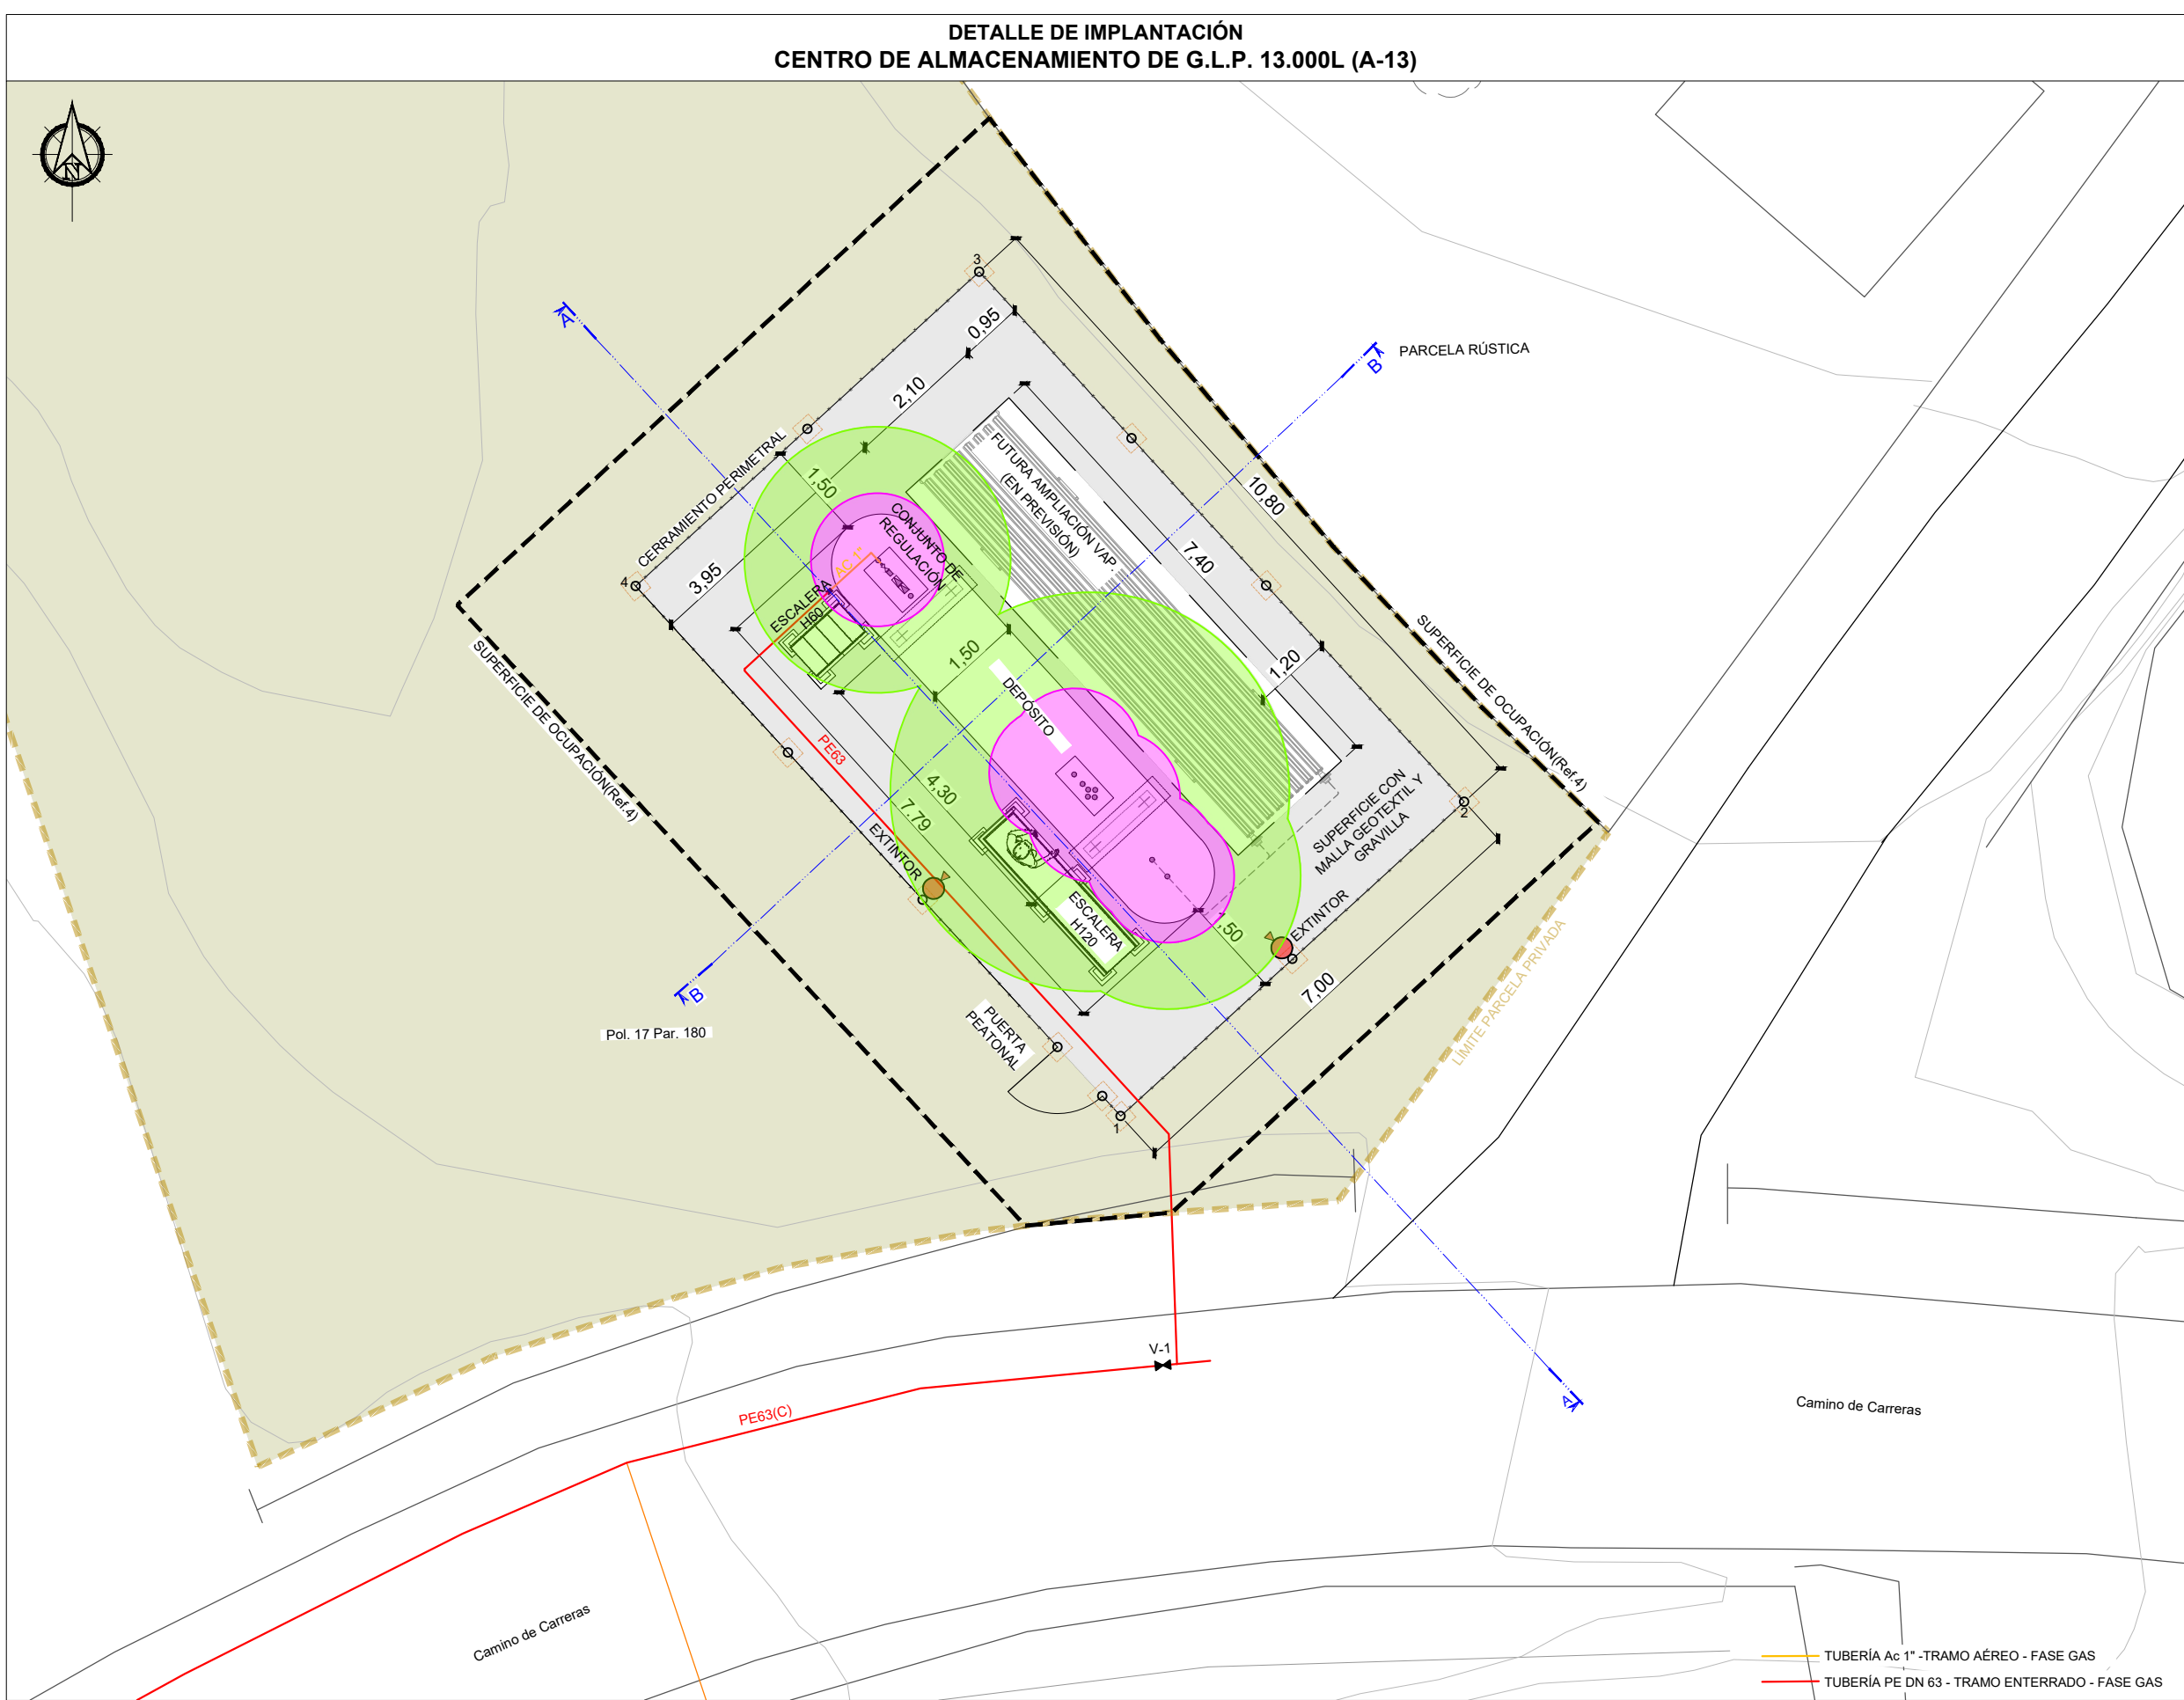 DETALLE DE IMPLANTACIÓN
CENTRO DE ALMACENAMIENTO DE G.L.P. 13.000L (A-13)
N
3
0,95
A
B
PARCELA RÚSTICA
2,10
CERRAMIENTO PERIMETRAL
1,50
FUTURA AMPLIACIÓN VAP.
(EN PREVISIÓN)
10,80
CONJUNTO DE
REGULACIÓN
7,40
AC 1"
4
3,95
ESCALERA
H60
SUPERFICIE DE OCUPACIÓN(Ref.4)
SUPERFICIE DE OCUPACIÓN(Ref.4)
1,50
1,20
DEPÓSITO
PE63
4,30
7.79
SUPERFICIE CON
MALLA GEOTEXTIL Y
GRAVILLA
2
EXTINTOR
ESCALERA
H120
,50
EXTINTOR
7,00
LÍMITE PARCELA PRIVADA
B
Pol. 17 Par. 180
PUERTA
PEATONAL
1
V-1
A
PE63(C)
Camino de Carreras
Camino de Carreras
TUBERÍA Ac 1" -TRAMO AÉREO - FASE GAS
TUBERÍA PE DN 63 - TRAMO ENTERRADO - FASE GAS